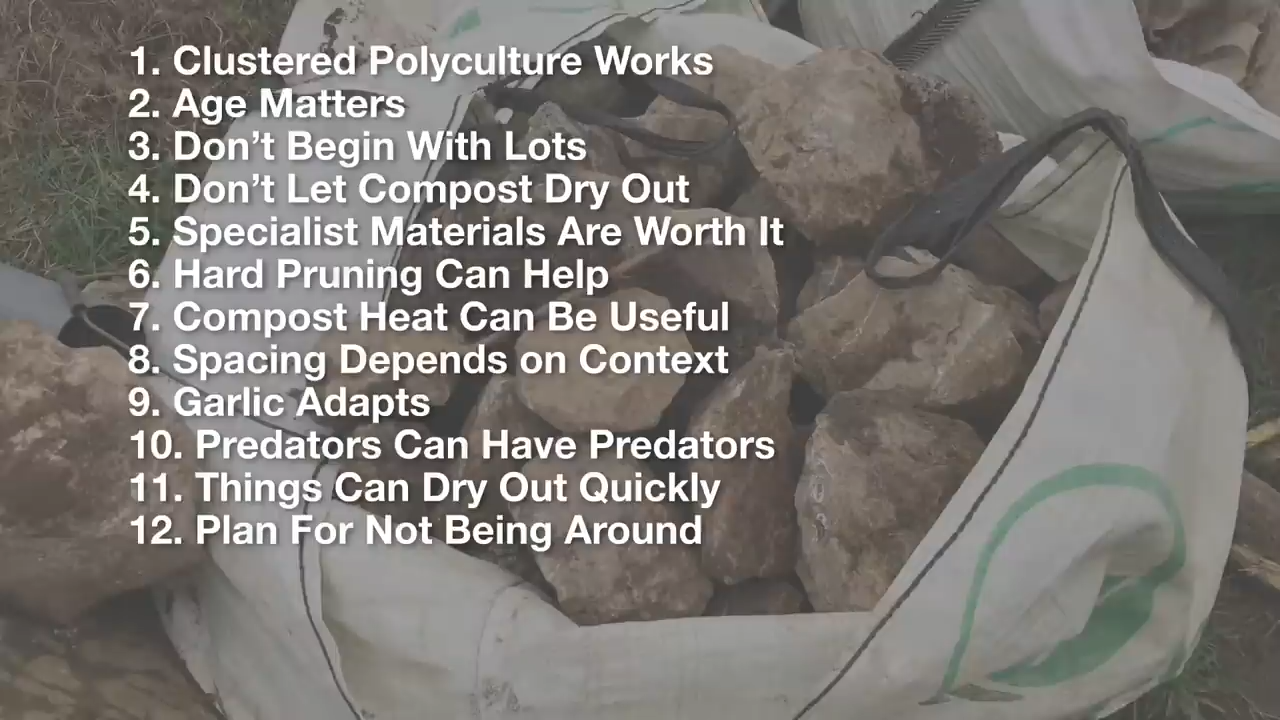 1. Clustered Polyculture Works
2. Age Matters
3. Don’t Begin With Lots
4. Don’t Let Compost Dry Out
5. Specialist Materials Are Worth It
6. Hard Pruning Can Help
7. Compost Heat Can Be Useful
8. Spacing Depends on Context
9. Garlic Adapts
10. Predators Can Have Predators
11. Things Can Dry Out Quickly
12. Plan For Not Being Around